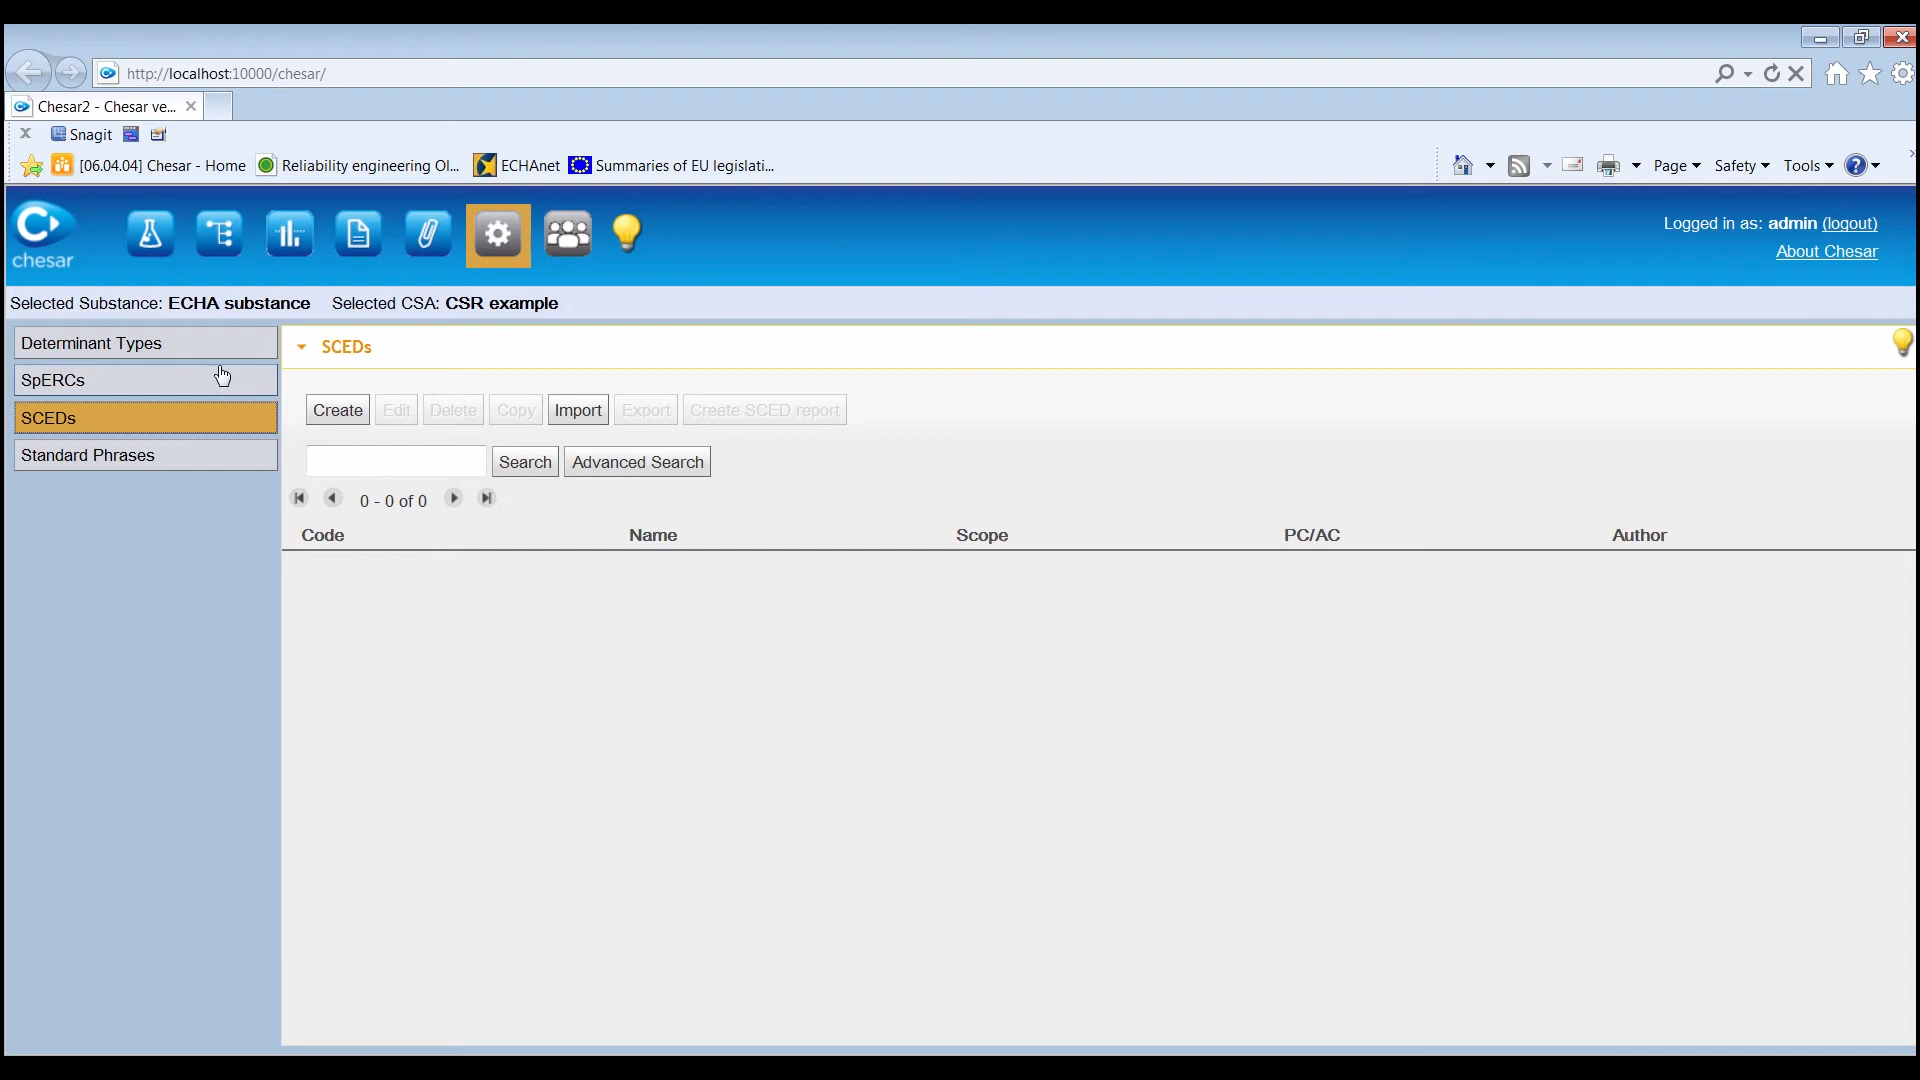 http://localhost:10000/chesar/
Chesar2 - Chesar ve...
Snagit
[06.04.04] Chesar - Home Reliability engineering Ol... ECHAnet Summaries of EU legislati... Page Safety Tools
chesar
Logged in as: admin (logout)
About Chesar
Selected Substance: ECHA substance Selected CSA: CSR example
Determinant Types
SpERCs
SCEDs
Standard Phrases
SCEDs
Create Edit Delete Copy Import Export Create SCED report
Search Advanced Search
0 - 0 of 0
Code Name Scope PC/AC Author